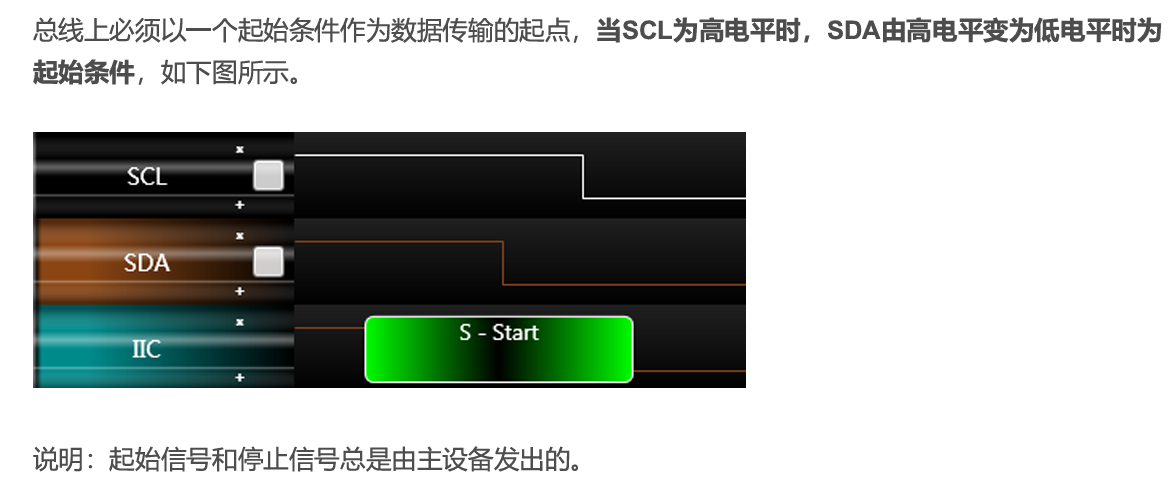 总线上必须以一个起始条件作为数据传输的起点，当SCL为高电平时，SDA由高电平变为低电平时为
起始条件，如下图所示。
SCL
SDA
IIC
S - Start
说明：起始信号和停止信号总是由主设备发出的。